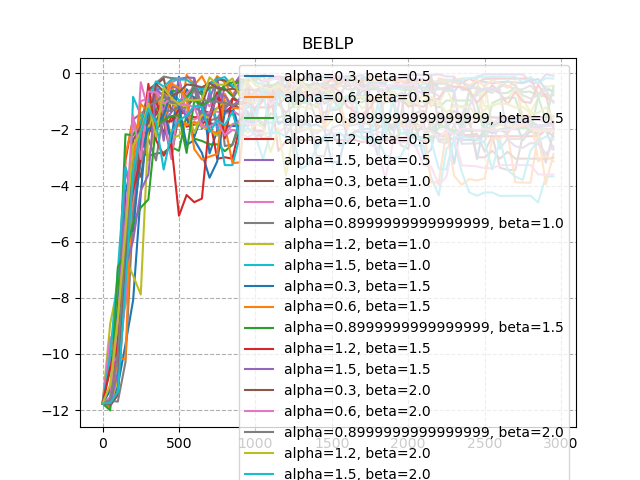 BEBLP
0
−2
−4
−6
−8
−10
−12
0
500
1000
1500
2000
2500
3000
alpha=0.3, beta=0.5
alpha=0.6, beta=0.5
alpha=0.8999999999999999, beta=0.5
alpha=1.2, beta=0.5
alpha=1.5, beta=0.5
alpha=0.3, beta=1.0
alpha=0.6, beta=1.0
alpha=0.8999999999999999, beta=1.0
alpha=1.2, beta=1.0
alpha=1.5, beta=1.0
alpha=0.3, beta=1.5
alpha=0.6, beta=1.5
alpha=0.8999999999999999, beta=1.5
alpha=1.2, beta=1.5
alpha=1.5, beta=1.5
alpha=0.3, beta=2.0
alpha=0.6, beta=2.0
alpha=0.8999999999999999, beta=2.0
alpha=1.2, beta=2.0
alpha=1.5, beta=2.0